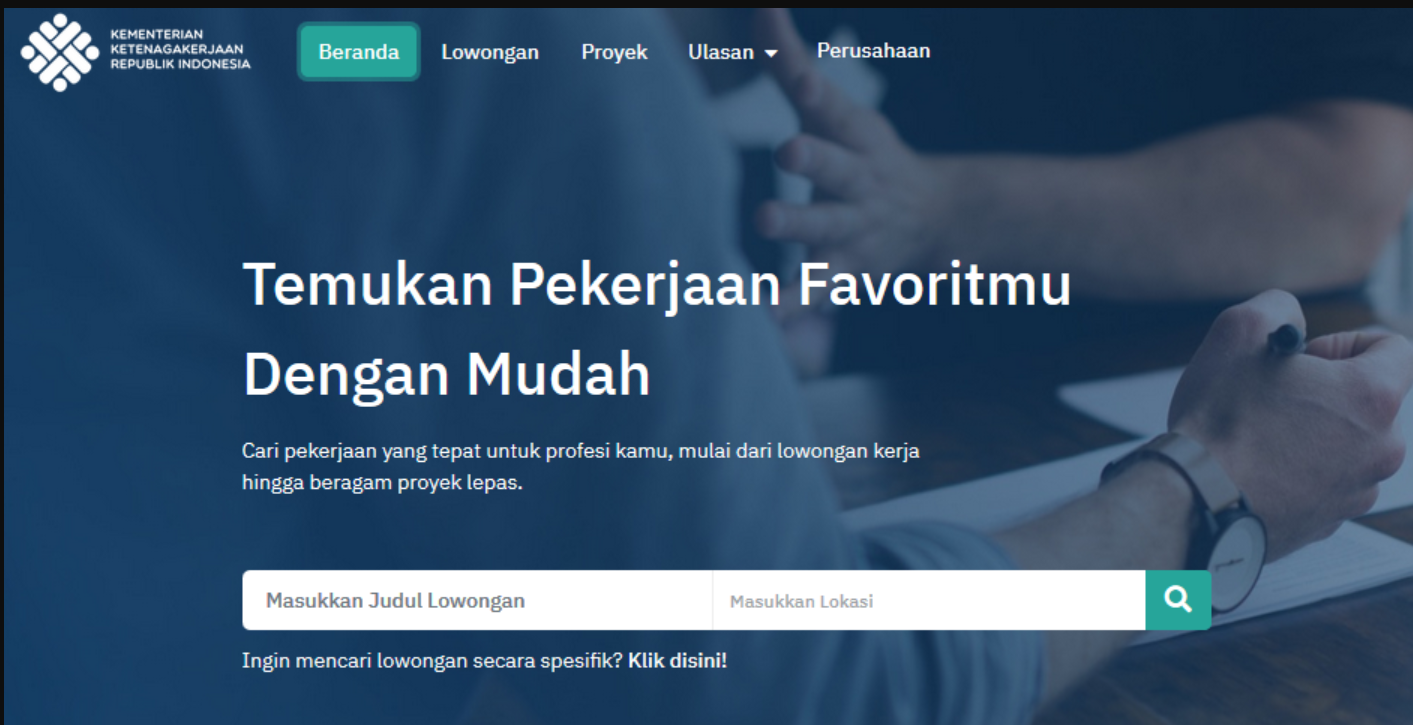 KEMENTERIAN
KETENAGAKERJAAN
REPUBLIK INDONESIA
Beranda
Lowongan
Proyek
Ulasan
Perusahaan
Temukan Pekerjaan Favoritmu
Dengan Mudah
Cari pekerjaan yang tepat untuk profesi kamu, mulai dari lowongan kerja
hingga beragam proyek lepas.
Masukkan Judul Lowongan
Masukkan Lokasi
Ingin mencari lowongan secara spesifik? Klik disini!